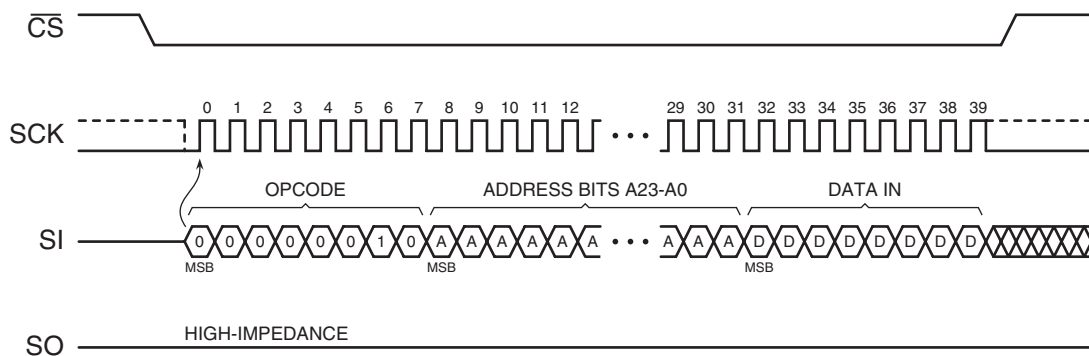 CS
0 1 2 3 4 5 6 7 8 9 10 11 12 29 30 31 32 33 34 35 36 37 38 39
SCK
OPCODE ADDRESS BITS A23-A0 DATA IN
SI 0 0 0 0 0 0 1 0 A A A A A A A A A D D D D D D D D
MSB MSB MSB
HIGH-IMPEDANCE
SO